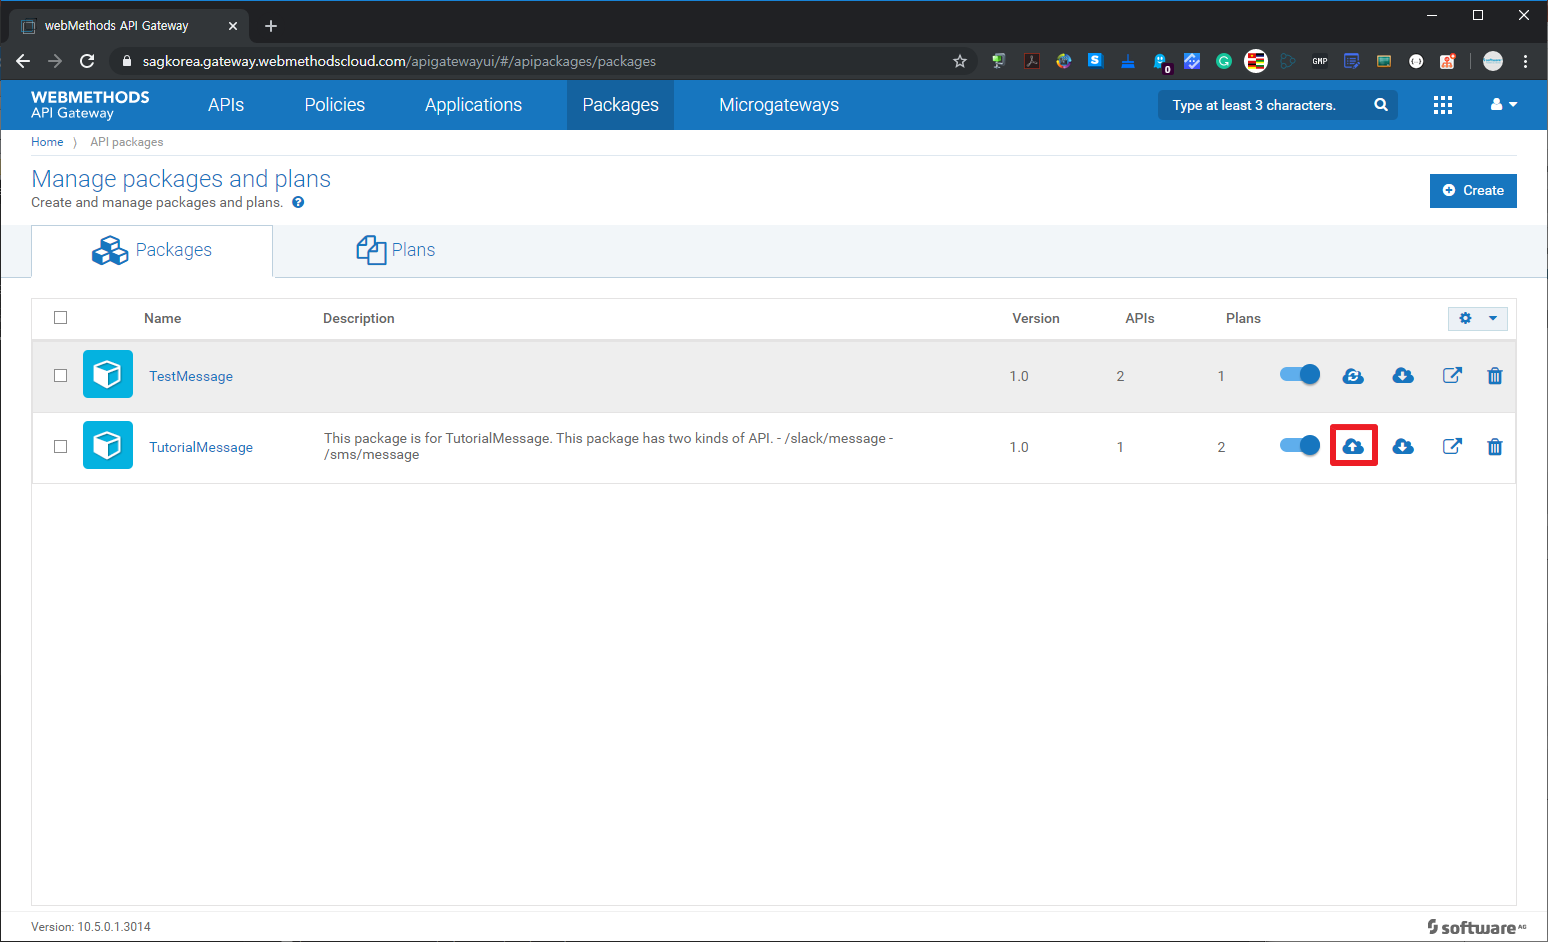 webMethods API Gateway
sagkorea.gateway.webmethodscloud.com/apigatewayui/#/apipackages/packages
S
0
G
GMP
WEBMETHODS
API Gateway
APIs
Policies
Applications
Packages
Microgateways
Type at least 3 characters.
Home
API packages
Manage packages and plans
Create and manage packages and plans.
Create
Packages
Plans
Name
Description
Version
APIs
Plans
TestMessage
1.0
2
1
TutorialMessage
This package is for TutorialMessage. This package has two kinds of API. - /slack/message -
/sms/message
1.0
1
2
Version: 10.5.0.1.3014
software AG